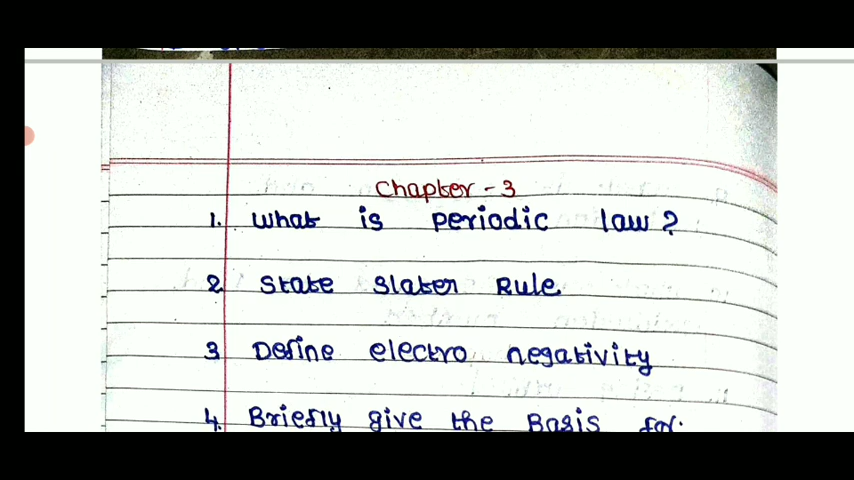 Chapter - 3
1. What is periodic law?
2 State Slater Rule
3 Define electro negativity
4. Briefly give the Basis for.